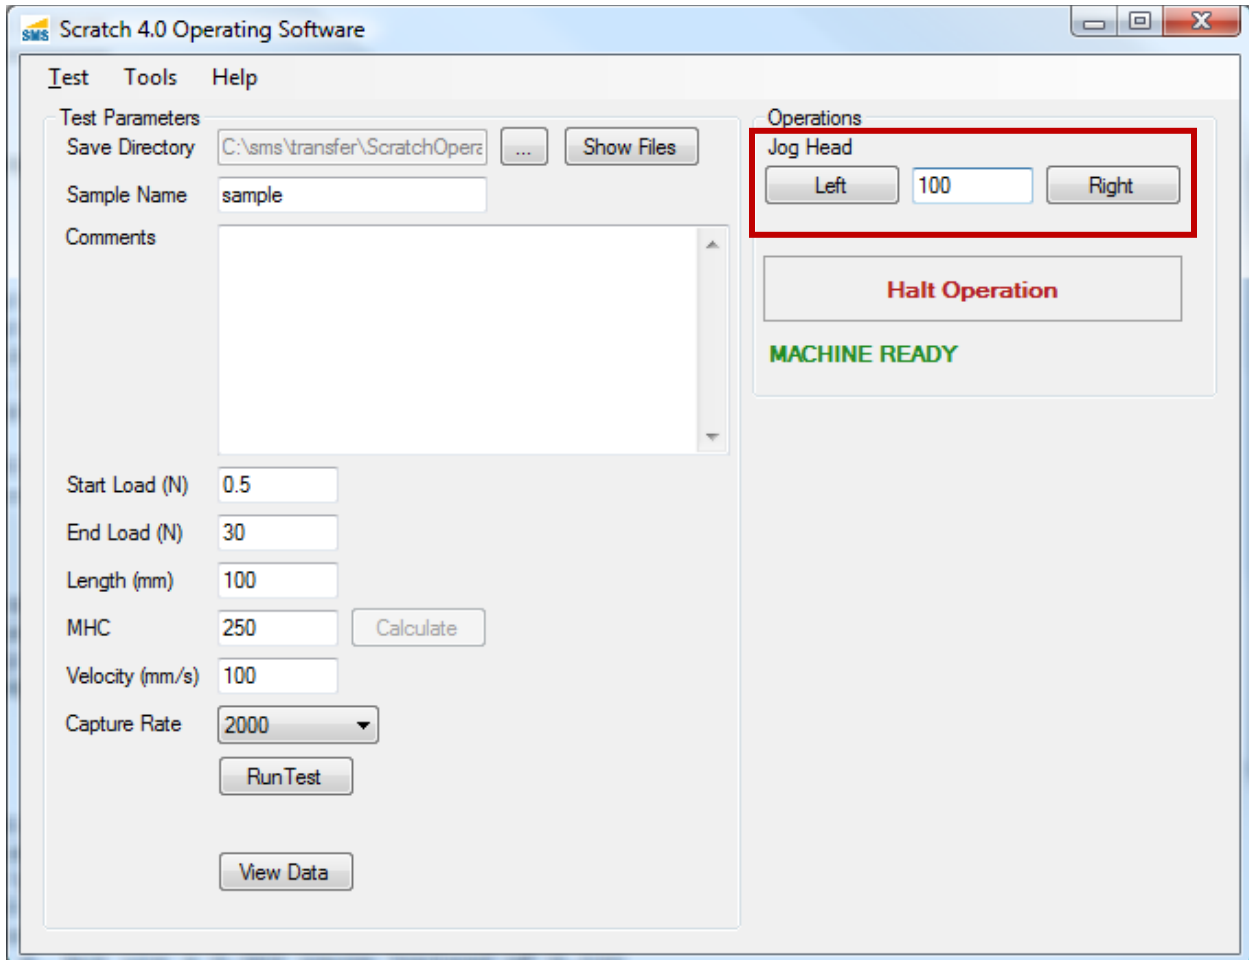 SMS Scratch 4.0 Operating Software
Test Tools Help
Test Parameters
Save Directory C:\sms\transfer\ScratchOpera ... Show Files
Sample Name sample
Comments
Start Load (N) 0.5
End Load (N) 30
Length (mm) 100
MHC 250 Calculate
Velocity (mm/s) 100
Capture Rate 2000
Run Test
View Data
Operations
Jog Head
Left 100 Right
Halt Operation
MACHINE READY